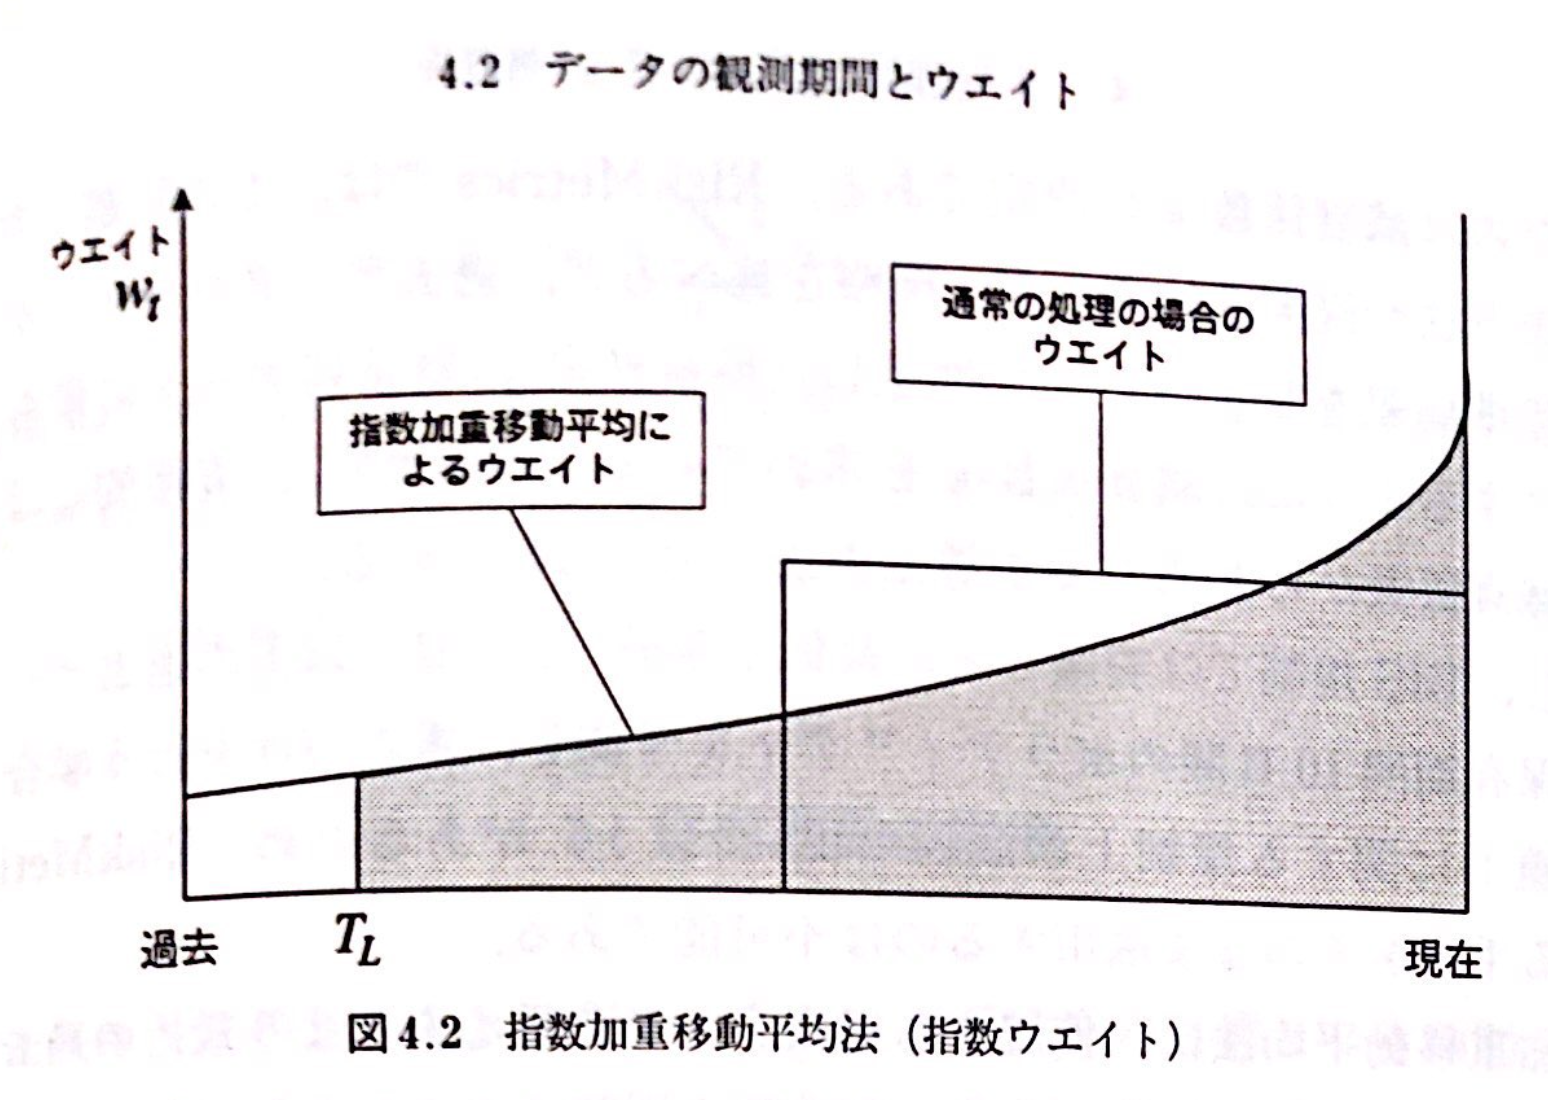 4.2 データの観測期間とウエイト
ウエイト
W_t
通常の処理の場合の
ウエイト
指数加重移動平均に
よるウエイト
過去
T_L
現在
図4.2 指数加重移動平均法（指数ウエイト）